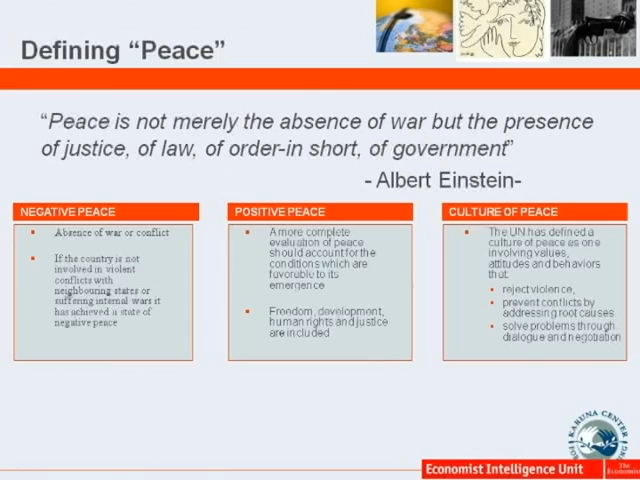 Defining “Peace”
“Peace is not merely the absence of war but the presence
of justice, of law, of order-in short, of government”
- Albert Einstein-
NEGATIVE PEACE
Absence of war or conflict
If the country is not
involved in violent
conflicts with
neighbouring states or
suffering internal wars it
has achieved a state of
negative peace
POSITIVE PEACE
A more complete
evaluation of peace
should account for the
conditions which are
favorable to its
emergence
Freedom, development,
human rights and justice
are included
CULTURE OF PEACE
The UN has defined a
culture of peace as one
involving values,
attitudes and behaviors
that:
reject violence,
prevent conflicts by
addressing root causes
solve problems through
dialogue and negotiation
KARUNA CENTER
Economist Intelligence Unit
The
Economist